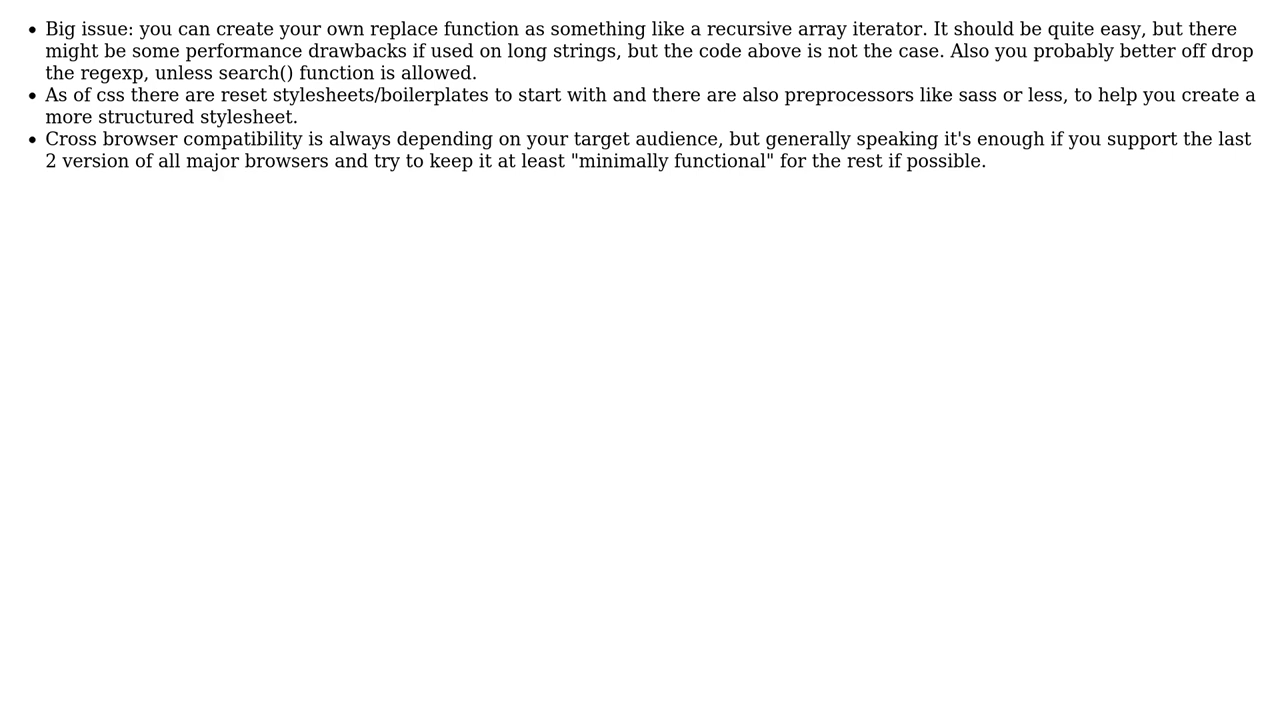 • Big issue: you can create your own replace function as something like a recursive array iterator. It should be quite easy, but there
might be some performance drawbacks if used on long strings, but the code above is not the case. Also you probably better off drop
the regexp, unless search() function is allowed.
• As of css there are reset stylesheets/boilerplates to start with and there are also preprocessors like sass or less, to help you create a
more structured stylesheet.
• Cross browser compatibility is always depending on your target audience, but generally speaking it's enough if you support the last
2 version of all major browsers and try to keep it at least "minimally functional" for the rest if possible.